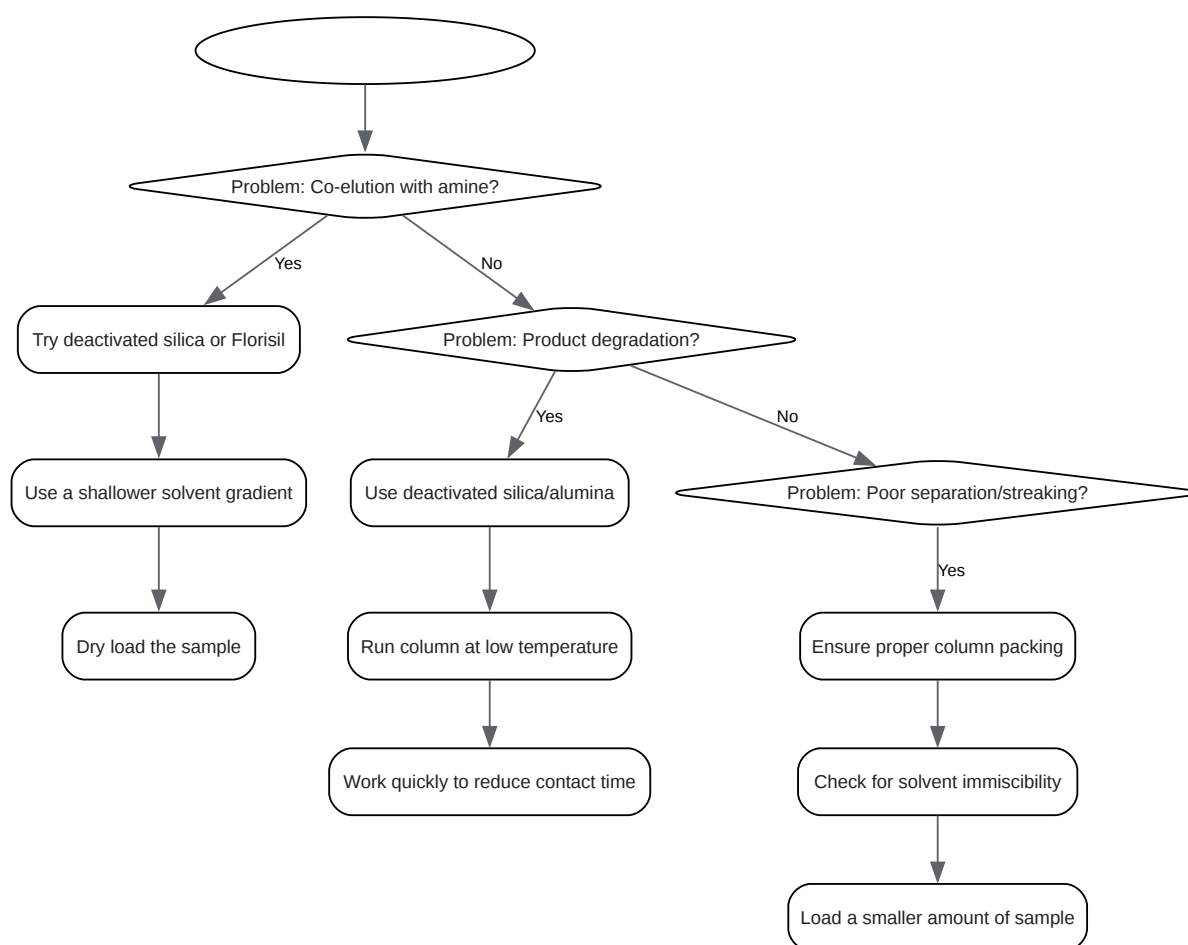 Problem: Co-elution with amine?
Yes
No
Try deactivated silica or Florisil
Problem: Product degradation?
Yes
No
Use a shallower solvent gradient
Use deactivated silica/alumina
Problem: Poor separation/streaking?
Yes
Dry load the sample
Run column at low temperature
Ensure proper column packing
Work quickly to reduce contact time
Check for solvent immiscibility
Load a smaller amount of sample